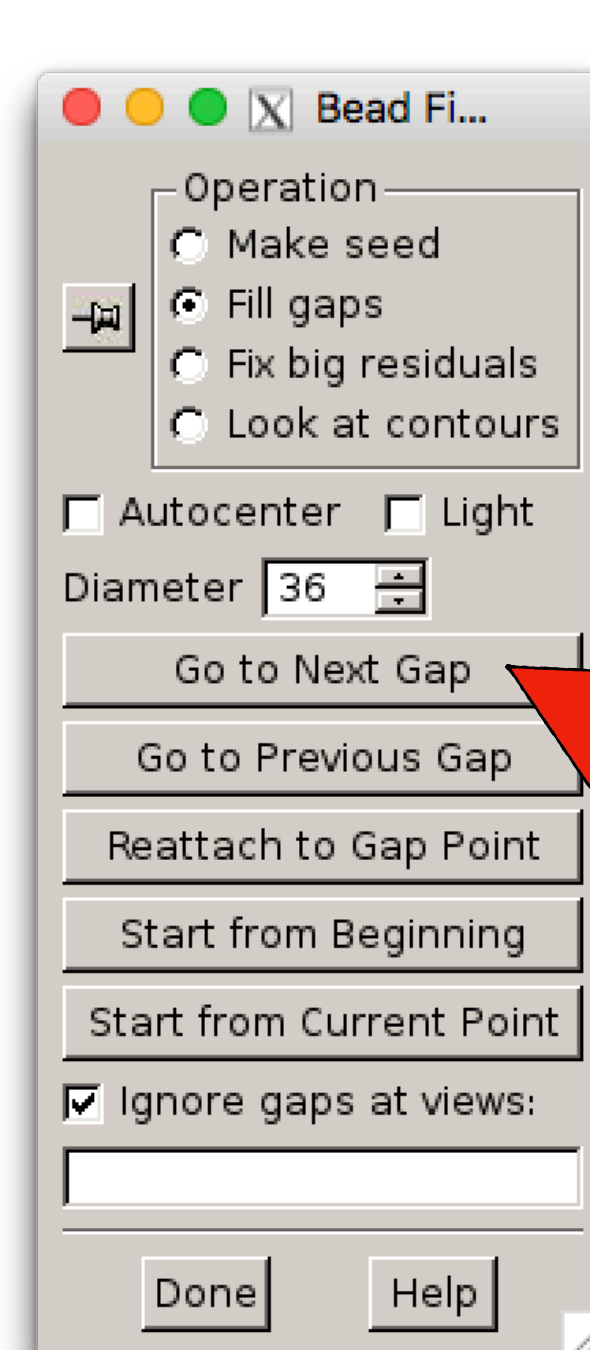 Bead Fi...
Operation
Make seed
Fill gaps
Fix big residuals
Look at contours
Autocenter Light
Diameter 36
Go to Next Gap
Go to Previous Gap
Reattach to Gap Point
Start from Beginning
Start from Current Point
Ignore gaps at views:
Done Help